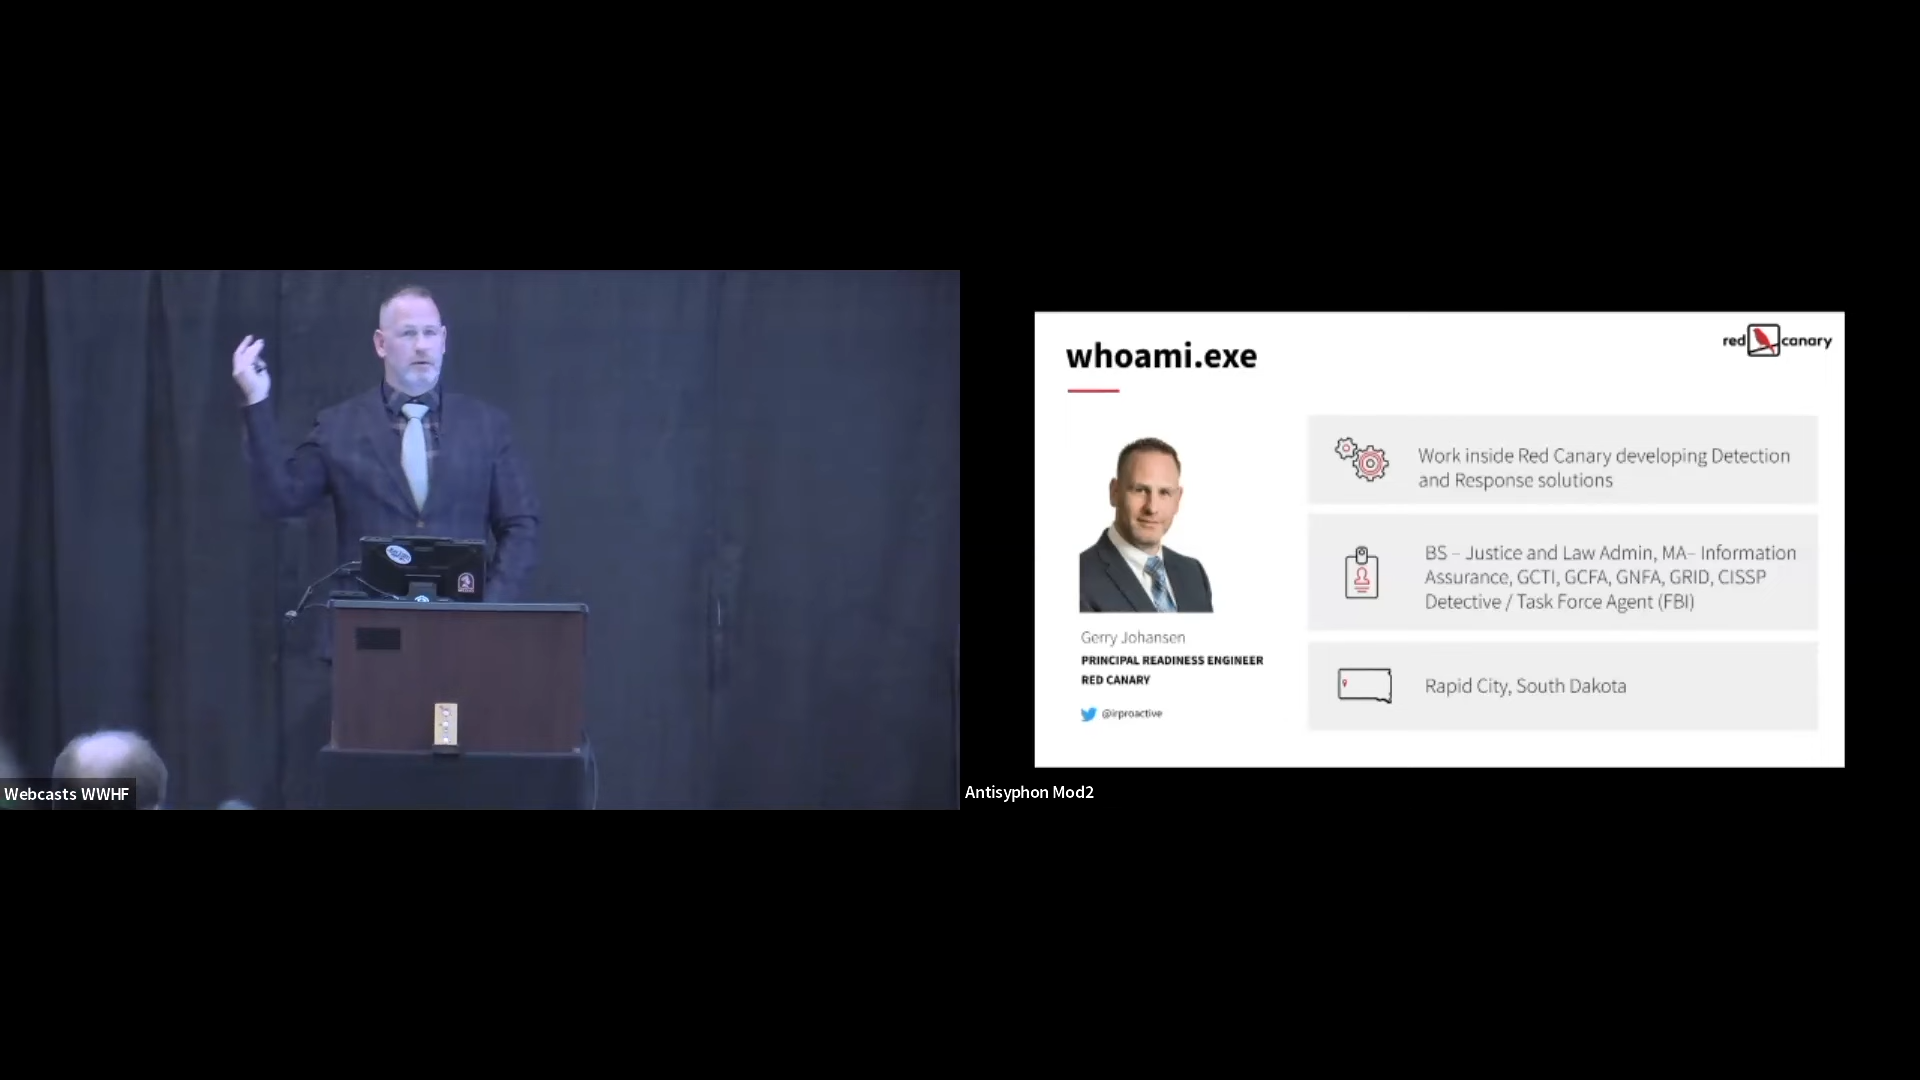 Webcasts WWHF
whoami.exe
red canary
Work inside Red Canary developing Detection
and Response solutions
BS – Justice and Law Admin, MA– Information
Assurance, GCTI, GCFA, GNFA, GRID, CISSP
Detective / Task Force Agent (FBI)
Rapid City, South Dakota
Gerry Johansen
PRINCIPAL READINESS ENGINEER
RED CANARY
@irproactive
Antisyphon Mod2